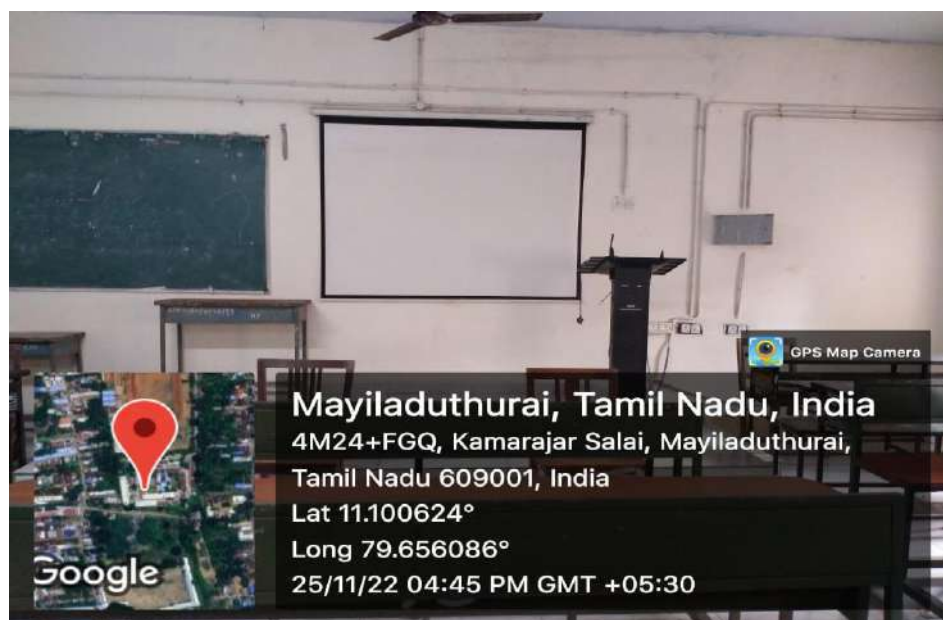 GPS Map Camera
Mayiladuthurai, Tamil Nadu, India
4M24+FGQ, Kamarajar Salai, Mayiladuthurai,
Tamil Nadu 609001, India
Lat 11.100624°
Long 79.656086°
25/11/22 04:45 PM GMT +05:30
Google